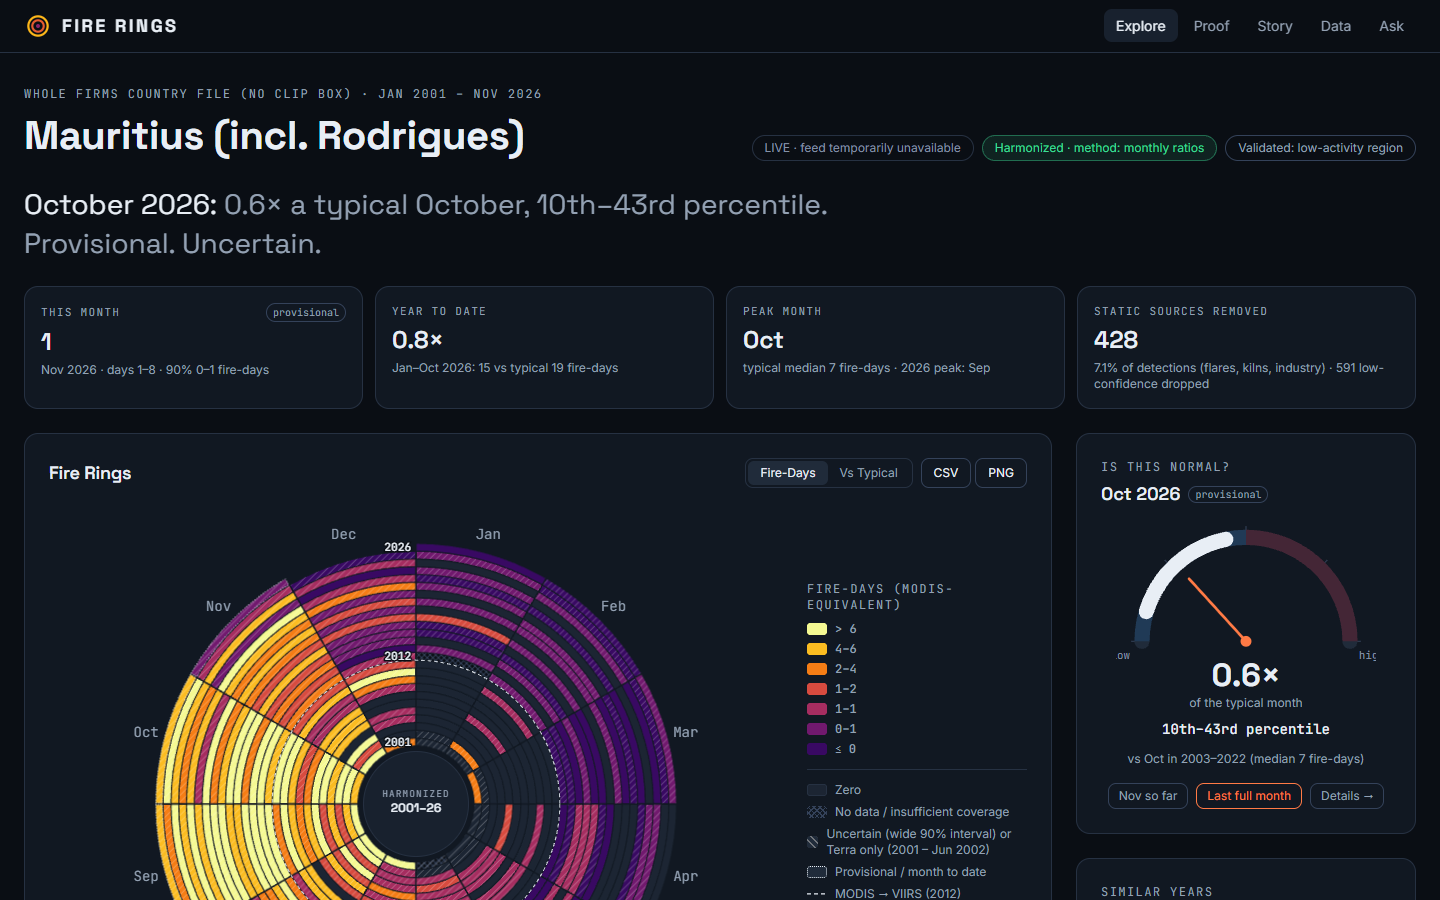 FIRE RINGS
Explore
Proof
Story
Data
Ask
WHOLE FIRMS COUNTRY FILE (NO CLIP BOX) · JAN 2001 – NOV 2026
Mauritius (incl. Rodrigues)
LIVE · feed temporarily unavailable
Harmonized · method: monthly ratios
Validated: low-activity region
October 2026: 0.6× a typical October, 10th–43rd percentile.
Provisional. Uncertain.
THIS MONTH
provisional
1
Nov 2026 · days 1–8 · 90% 0–1 fire-days
YEAR TO DATE
0.8×
Jan–Oct 2026: 15 vs typical 19 fire-days
PEAK MONTH
Oct
typical median 7 fire-days · 2026 peak: Sep
STATIC SOURCES REMOVED
428
7.1% of detections (flares, kilns, industry) · 591 low-
confidence dropped
Fire Rings
Fire-Days
Vs Typical
CSV
PNG
Dec
Jan
2026
Nov
Feb
2012
Oct
Mar
2001
HARMONIZED
2001–26
Sep
Apr
FIRE-DAYS (MODIS-
EQUIVALENT)
> 6
4–6
2–4
1–2
1–1
0–1
≤ 0
Zero
No data / insufficient coverage
Uncertain (wide 90% interval) or
Terra only (2001 – Jun 2002)
Provisional / month to date
MODIS → VIIRS (2012)
IS THIS NORMAL?
Oct 2026
provisional
ow
hig
0.6×
of the typical month
10th–43rd percentile
vs Oct in 2003–2022 (median 7 fire-days)
Nov so far
Last full month
Details →
SIMILAR YEARS